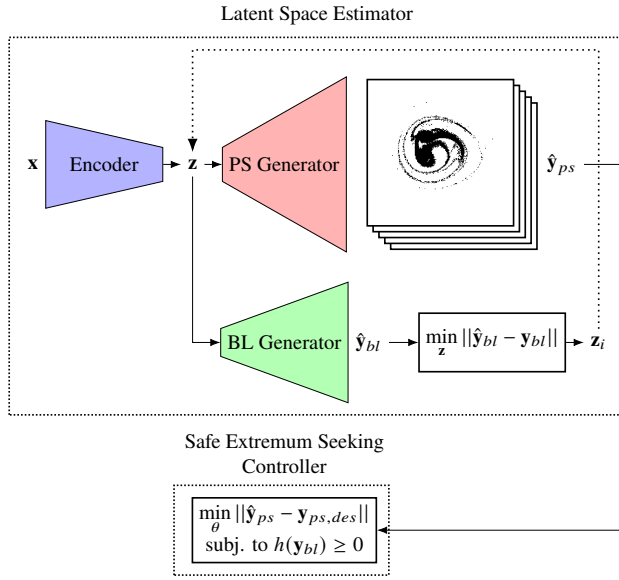 Latent Space Estimator
x
Encoder
z
PS Generator
ŷ_ps
BL Generator
ŷ_bl
min_z ||ŷ_bl − y_bl||
z_i
Safe Extremum Seeking
Controller
min_θ ||ŷ_ps − y_ps,des||
subj. to h(y_bl) ≥ 0